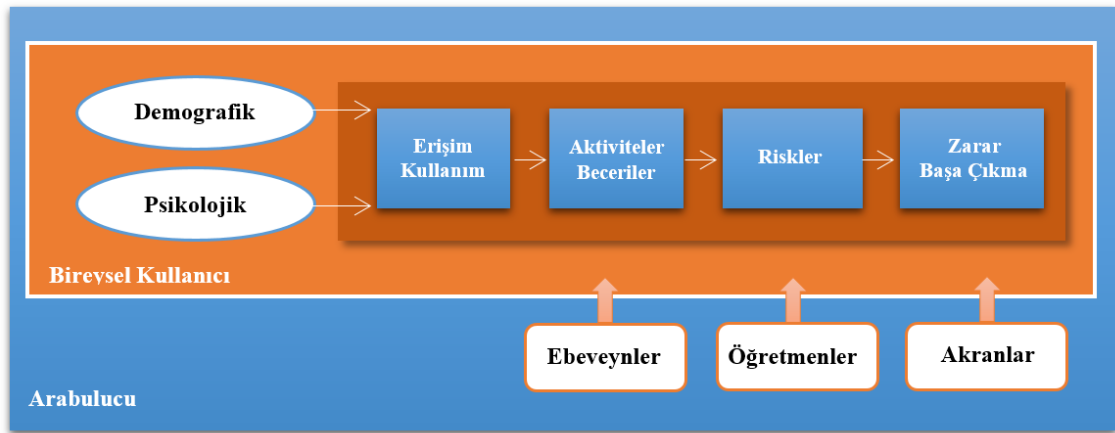 Demografik
Psikolojik
Erişim
Kullanım
Aktiviteler
Beceriler
Riskler
Zarar
Başa Çıkma
Bireysel Kullanıcı
Ebeveynler
Öğretmenler
Akranlar
Arabulucu